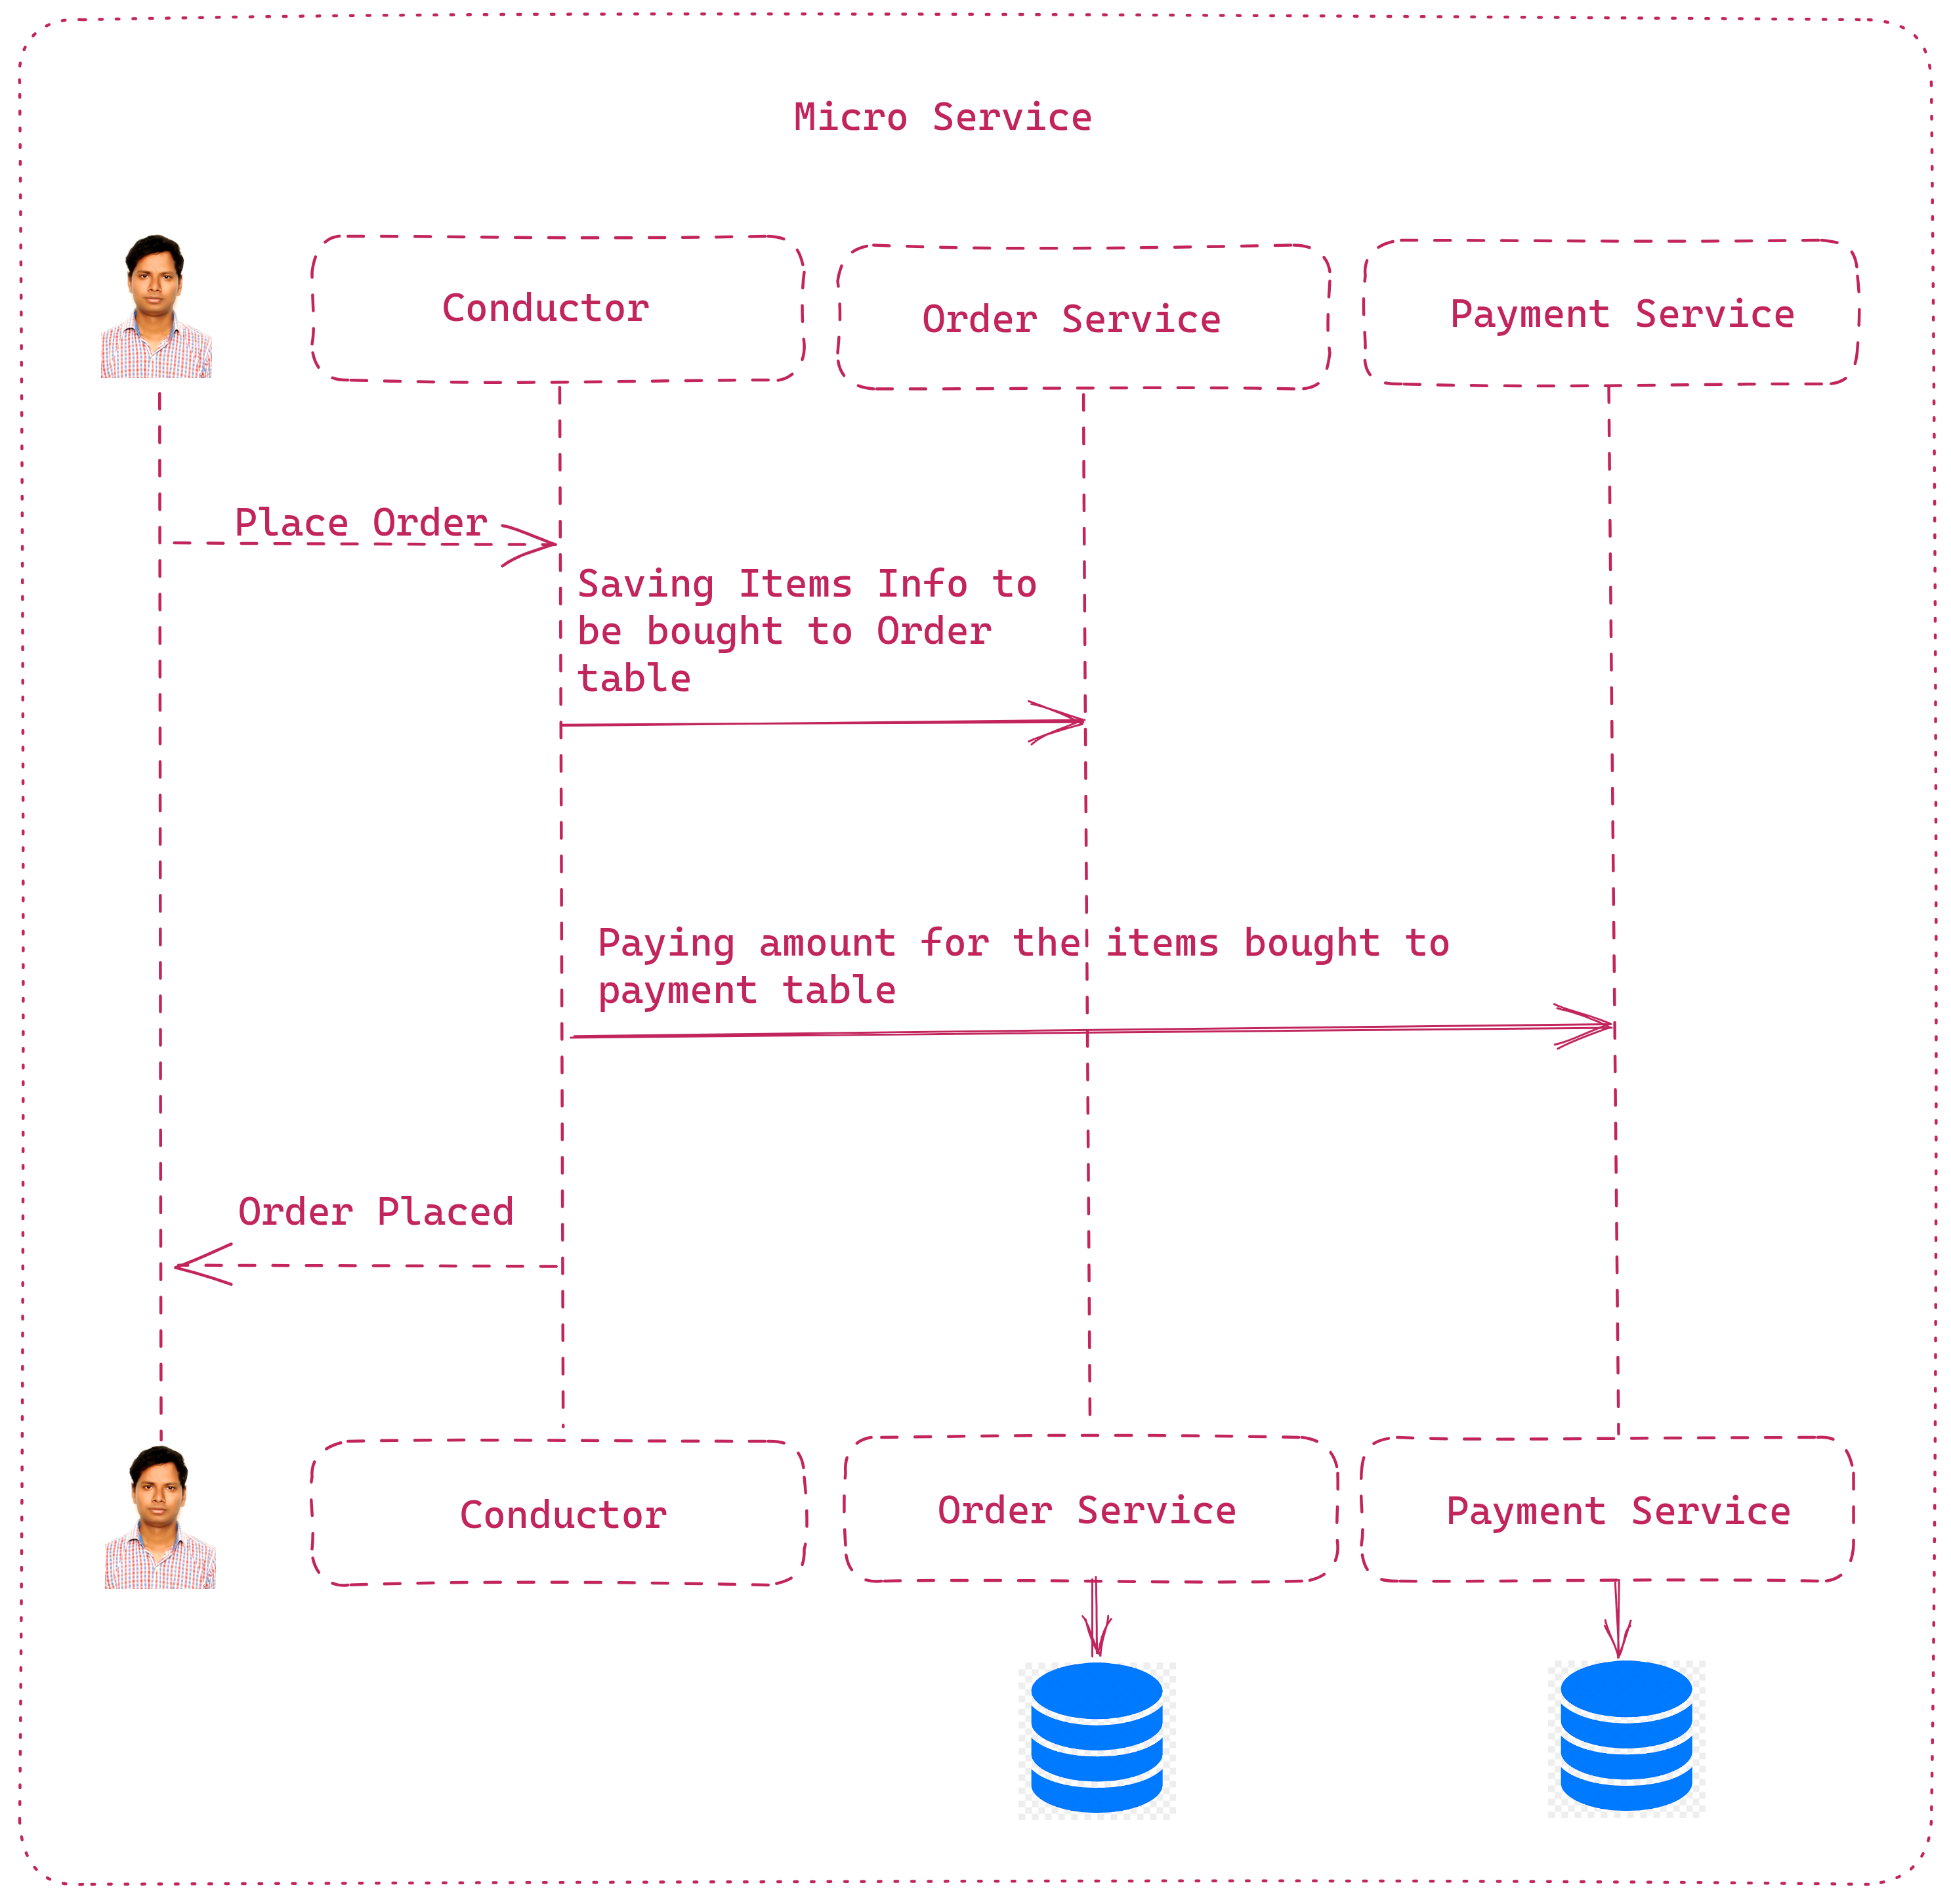 Micro Service
Conductor
Order Service
Payment Service
Place Order
Saving Items Info to
be bought to Order
table
Paying amount for the items bought to
payment table
Order Placed
Conductor
Order Service
Payment Service